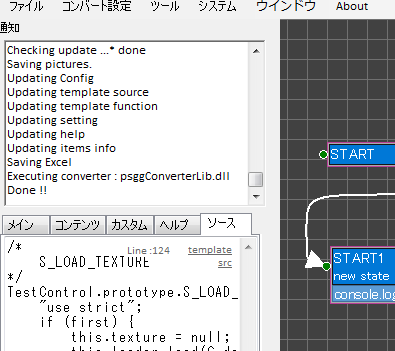 ファイル コンバート設定 ツール システム ウインドウ About
通知
Checking update ...* done
Saving pictures.
Updating Config
Updating template source
Updating template function
Updating setting
Updating help
Updating items info
Saving Excel
Executing converter : psggConverterLib.dll
Done !!
メイン コンテンツ カスタム ヘルプ ソース
/*
Line :124 template
S_LOAD_TEXTURE
src
*/
TestControl.prototype.S_LOAD_
"use strict";
if (first) {
this.texture = null;
START
START1
new state
console.log